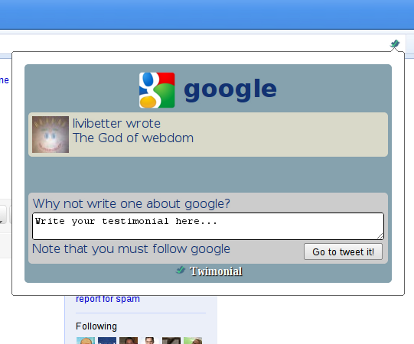 ne
google
livibetter wrote
The God of webdom
Why not write one about google?
Write your testimonial here...
Note that you must follow google
Go to tweet it!
Twimonial
report for spam
Following